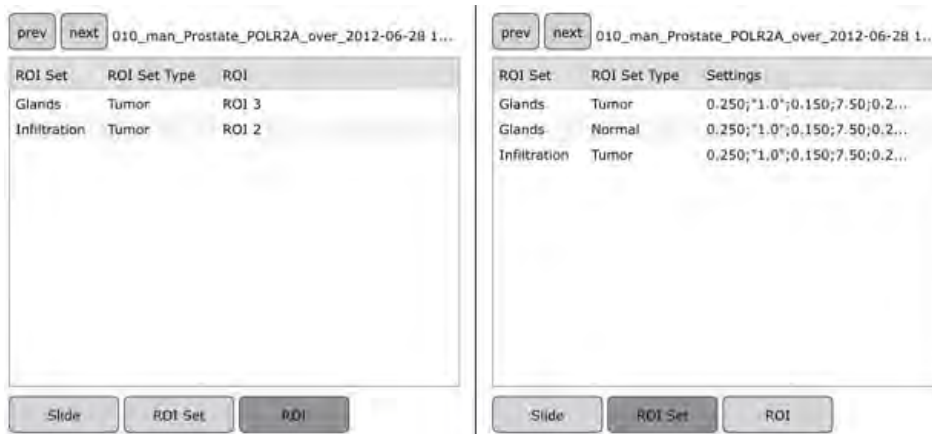 prev next 010_man_Prostate_POLR2A_over_2012-06-28 1...
ROI Set ROI Set Type ROI
Glands Tumor ROI 3
Infiltration Tumor ROI 2
Slide ROI Set ROI
prev next 010_man_Prostate_POLR2A_over_2012-06-28 1...
ROI Set ROI Set Type Settings
Glands Tumor 0.250;"1.0";0.150;7.50;0.2...
Glands Normal 0.250;"1.0";0.150;7.50;0.2...
Infiltration Tumor 0.250;"1.0";0.150;7.50;0.2...
Slide ROI Set ROI